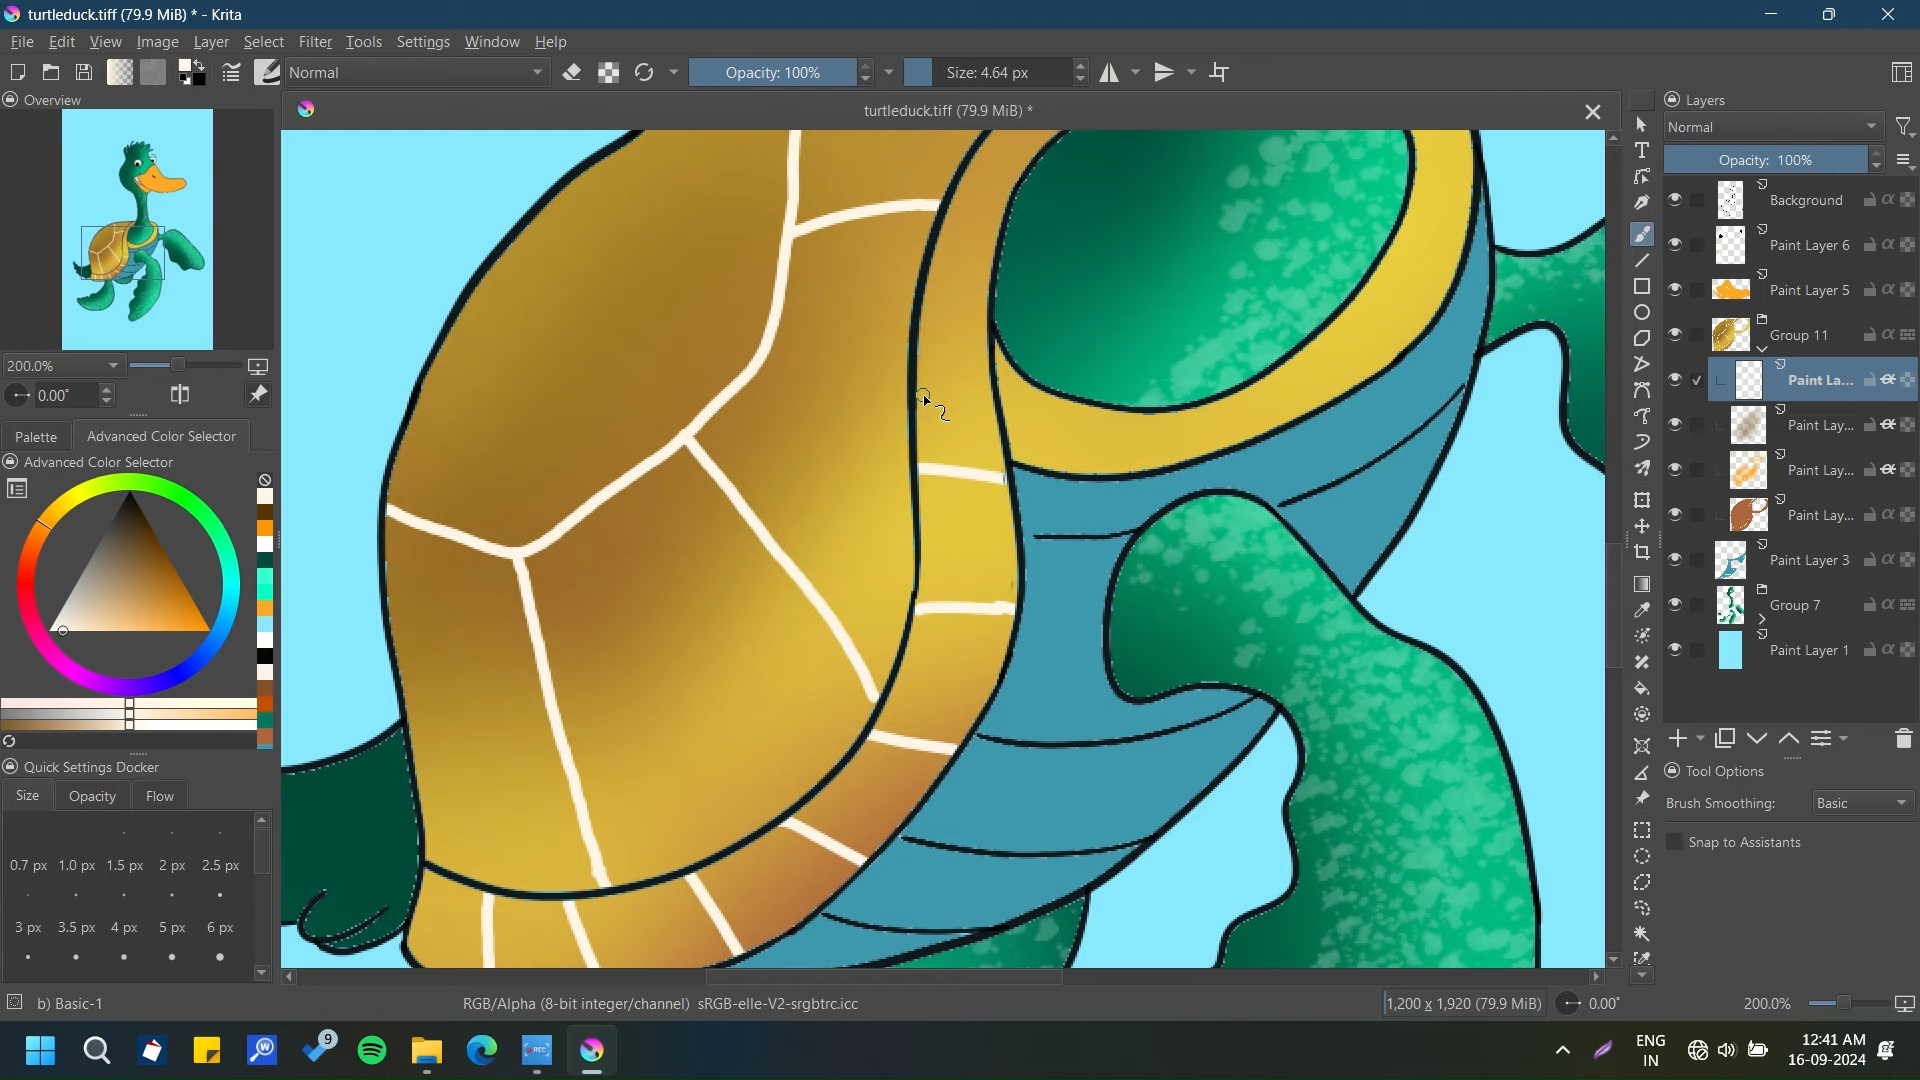 turtleduck.tiff (79.9 MiB) * - Krita
File Edit View Image Layer Select Filter Tools Settings Window Help
Normal
Opacity: 100%
Size: 4.64 px
Overview
turtleduck.tiff (79.9 MiB) *
Layers
Normal
Opacity: 100%
Background
Paint Layer 6
Paint Layer 5
Group 11
Paint La...
Paint Lay...
Paint Lay...
Paint Lay...
Paint Layer 3
Group 7
Paint Layer 1
200.0%
0.00°
Palette
Advanced Color Selector
Advanced Color Selector
Quick Settings Docker
Size Opacity Flow
0.7 px 1.0 px 1.5 px 2 px 2.5 px
3 px 3.5 px 4 px 5 px 6 px
Tool Options
Brush Smoothing: Basic
Snap to Assistants
b) Basic-1
RGB/Alpha (8-bit integer/channel) sRGB-elle-V2-srgbtrc.icc
1,200 x 1,920 (79.9 MiB)
0.00°
200.0%
9
REC
ENG
IN
12:41 AM
16-09-2024